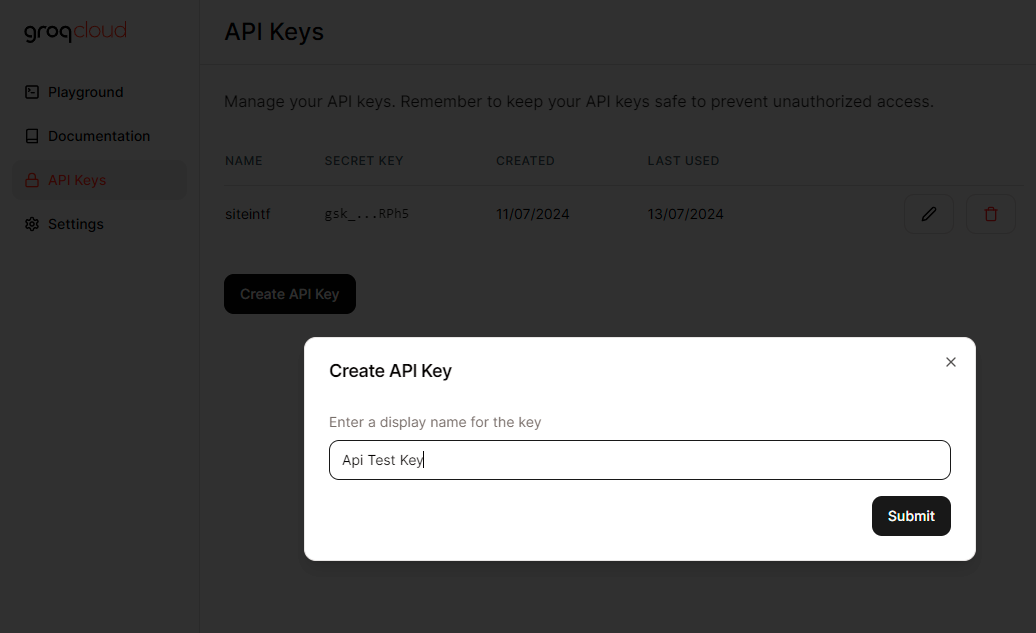 groqcloud
API Keys
Playground
Manage your API keys. Remember to keep your API keys safe to prevent unauthorized access.
Documentation
NAME SECRET KEY CREATED LAST USED
API Keys
siteintf gsk_...RPh5 11/07/2024 13/07/2024
Settings
Create API Key
Create API Key
Enter a display name for the key
Api Test Key
Submit